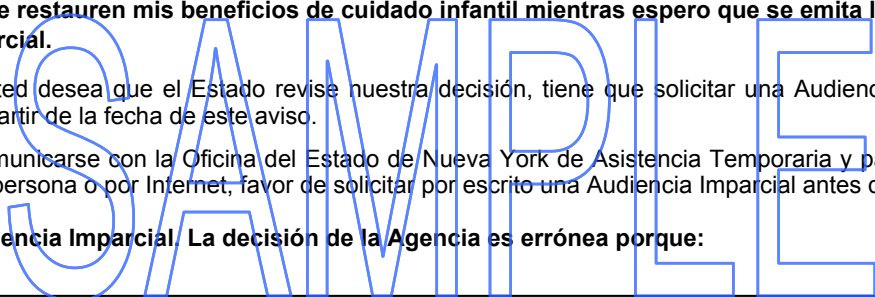 e restauren mis beneficios de cuidado infantil mientras espero que se emita l
rcial.
ted desea que el Estado revise nuestra decisión, tiene que solicitar una Audienc
artir de la fecha de este aviso.
municarse con la Oficina del Estado de Nueva York de Asistencia Temporaria y pa
persona o por Internet, favor de solicitar por escrito una Audiencia Imparcial antes d
encia Imparcial. La decisión de la Agencia es errónea porque:
SAMPLE